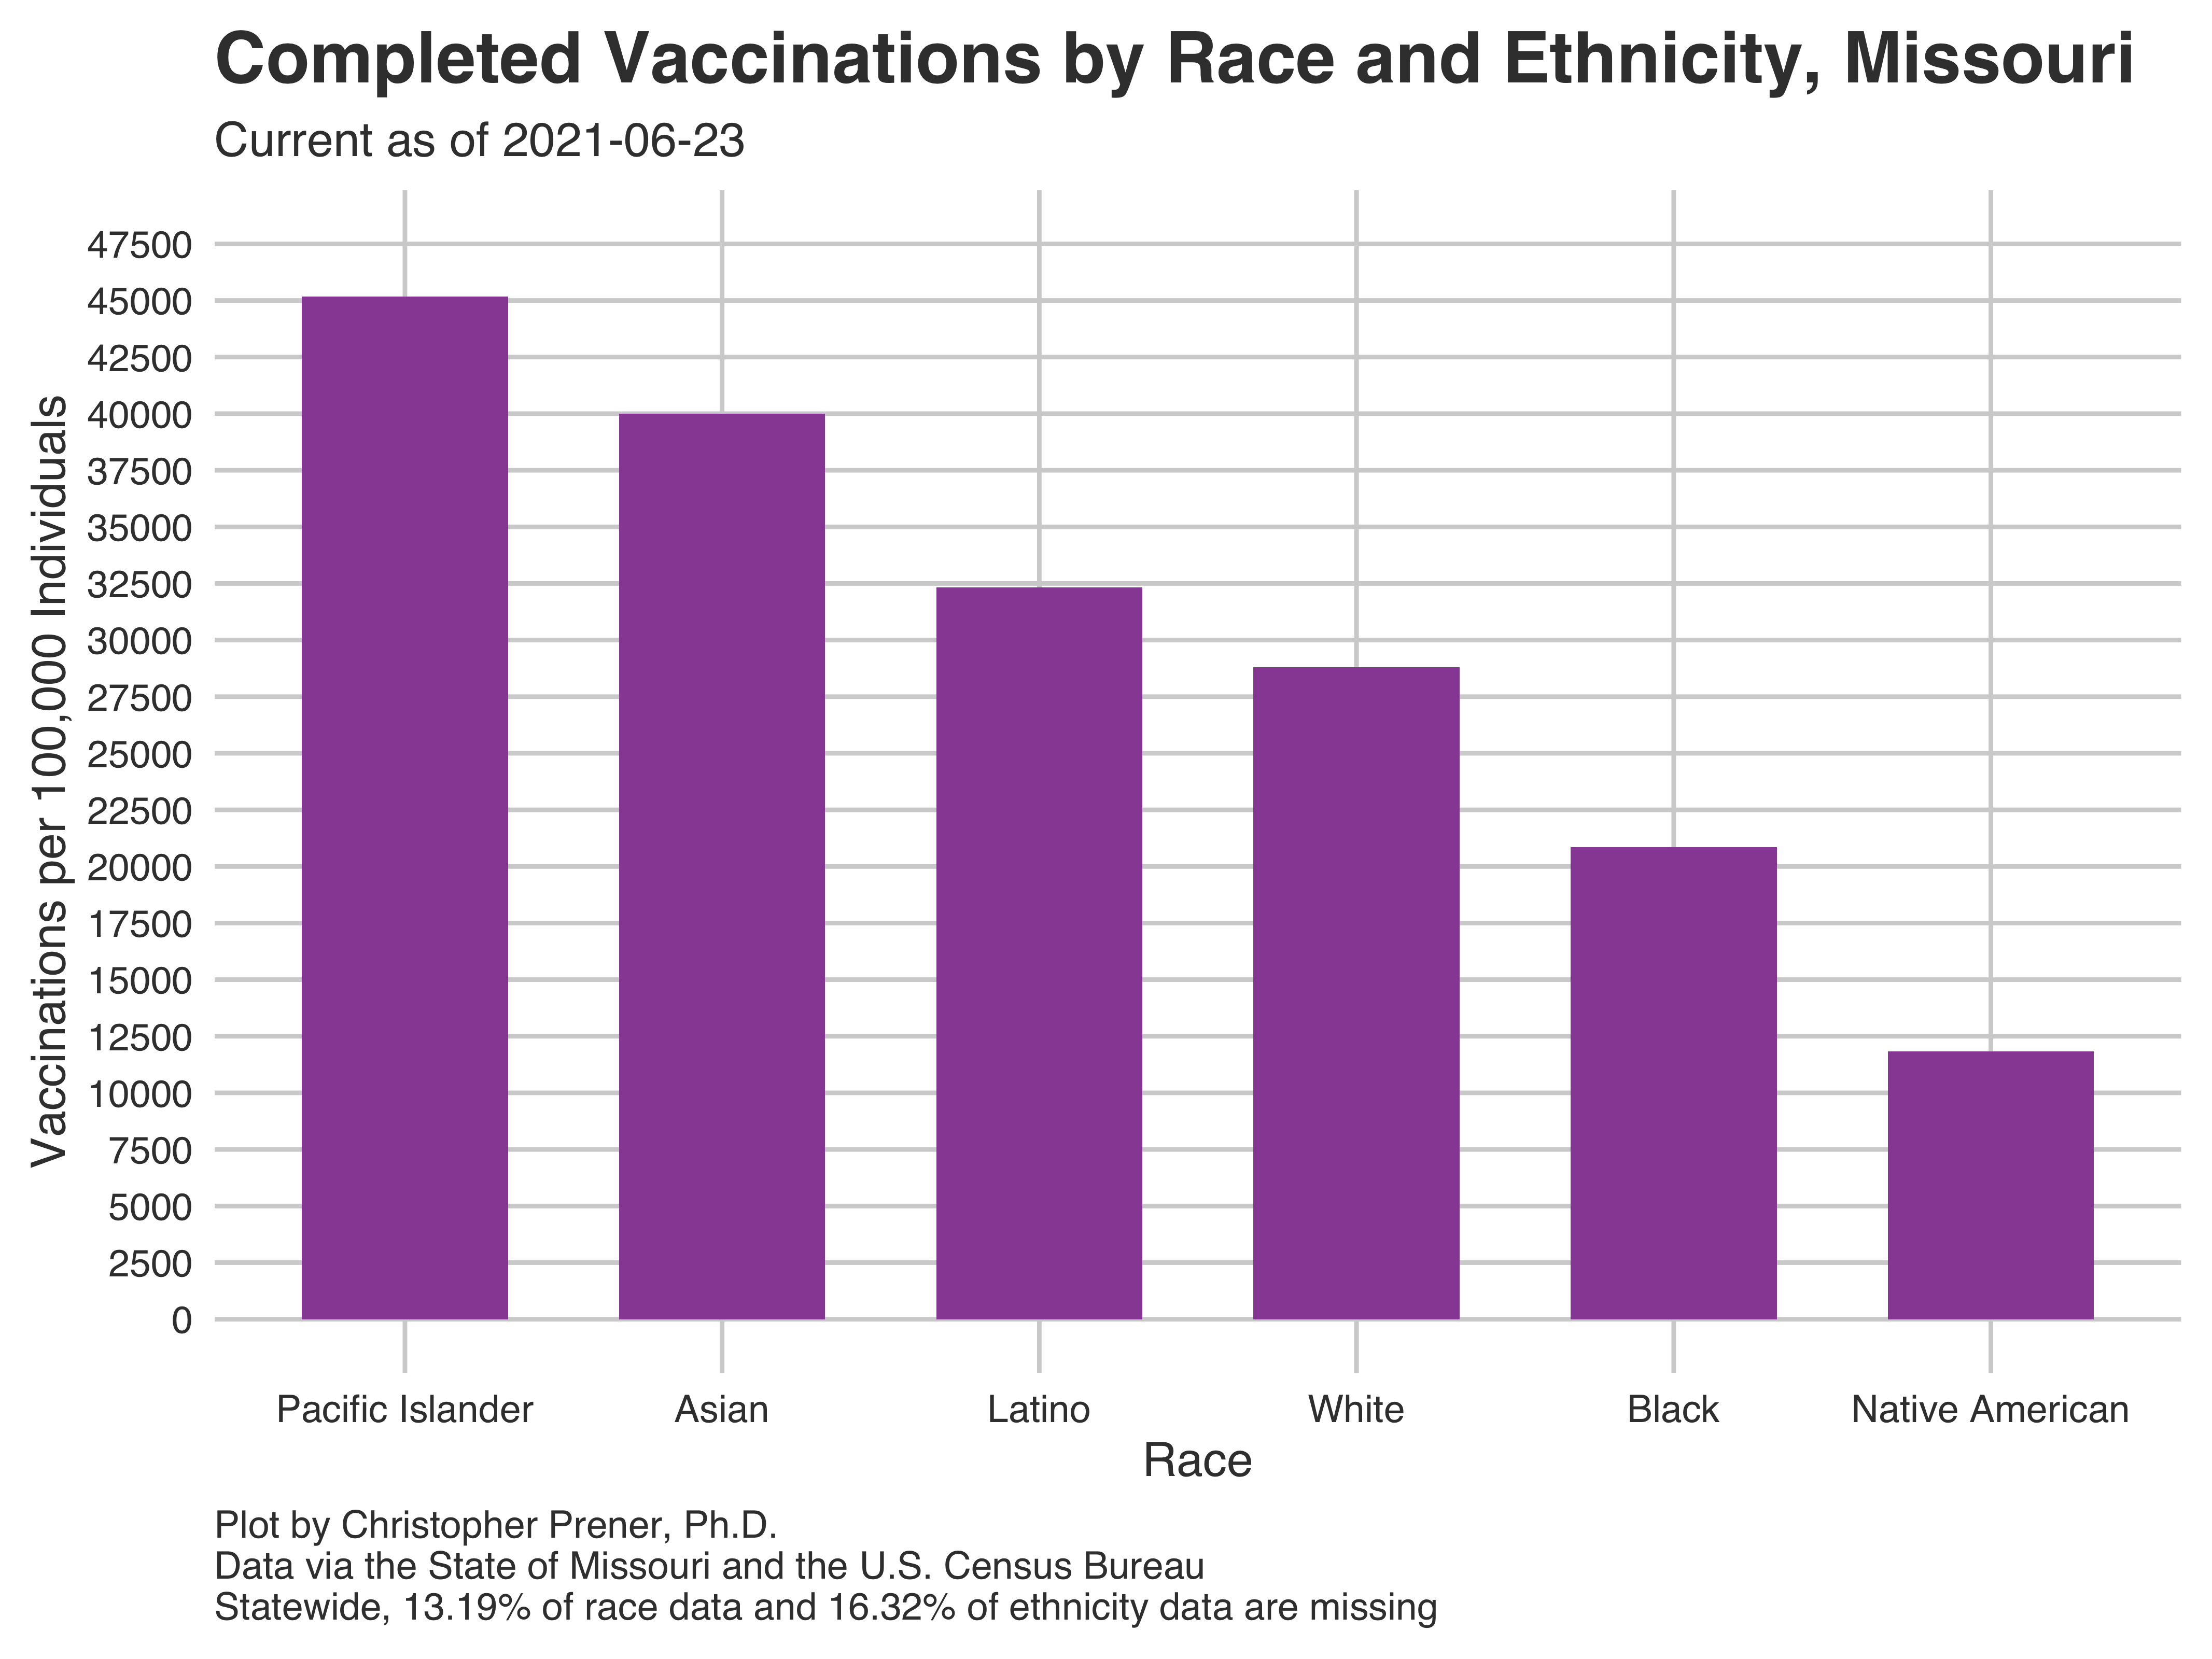 Completed Vaccinations by Race and Ethnicity, Missouri
Current as of 2021-06-23
Vaccinations per 100,000 Individuals
47500
45000
42500
40000
37500
35000
32500
30000
27500
25000
22500
20000
17500
15000
12500
10000
7500
5000
2500
0
Pacific Islander Asian Latino White Black Native American
Race
Plot by Christopher Prener, Ph.D.
Data via the State of Missouri and the U.S. Census Bureau
Statewide, 13.19% of race data and 16.32% of ethnicity data are missing